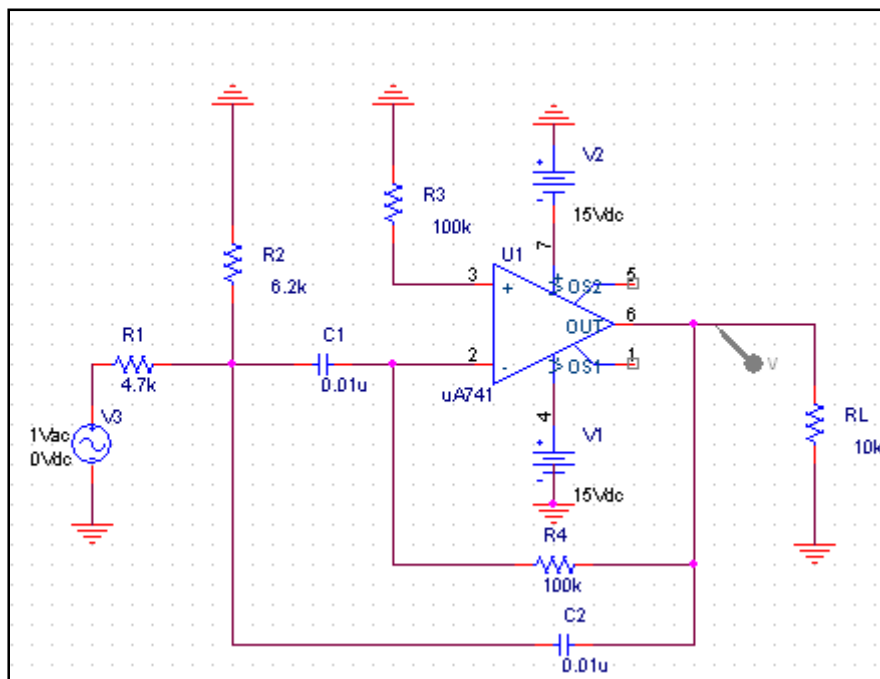 V2
R3
100k
15Vdc
7
U1
R2
6.2k
3
+
+
OS2
5
OUT
6
R1
4.7k
C1
0.01u
2
-
OS1
1
uA741
V
V3
1Vac
0Vdc
4
V1
RL
10k
+
-
15Vdc
R4
100k
C2
0.01u